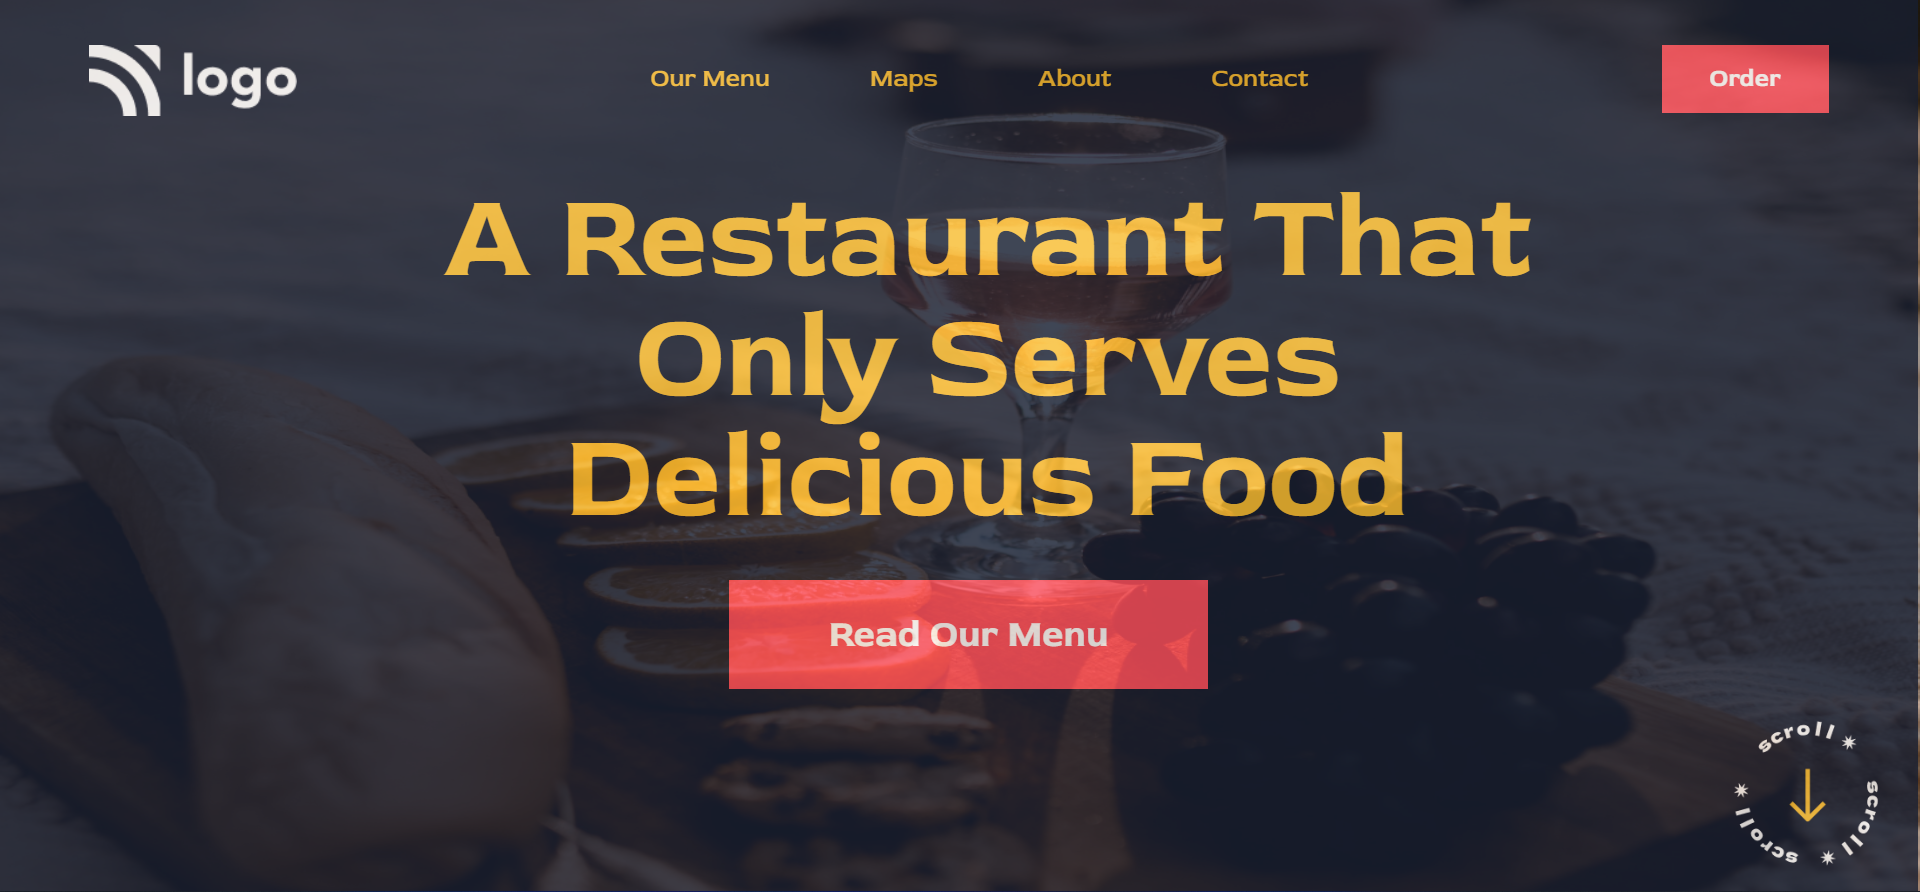 logo
Our Menu
Maps
About
Contact
Order
A Restaurant That
Only Serves
Delicious Food
Read Our Menu
scroll * scroll * scroll *